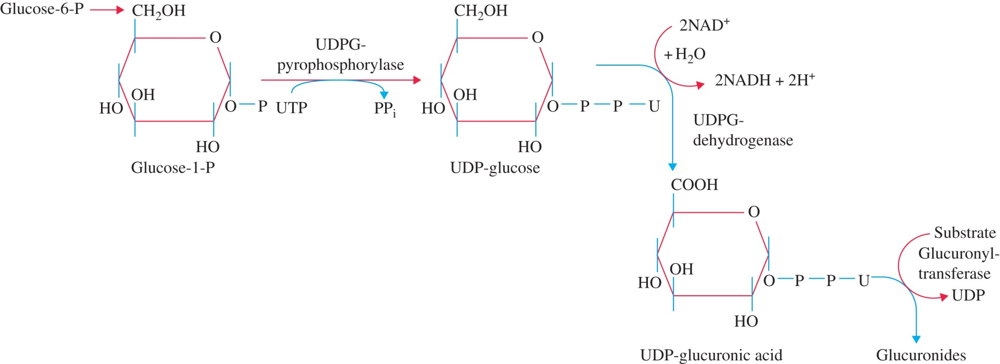 Glucose-6-P
CH₂OH
O
OH
HO
O
P
HO
Glucose-1-P
UDPG-
pyrophosphorylase
UTP
PPᵢ
CH₂OH
O
OH
HO
O
P
P
U
HO
UDP-glucose
2NAD⁺
+ H₂O
2NADH + 2H⁺
UDPG-
dehydrogenase
COOH
O
OH
HO
O
P
P
U
HO
UDP-glucuronic acid
Substrate
Glucuronyl-
transferase
UDP
Glucuronides